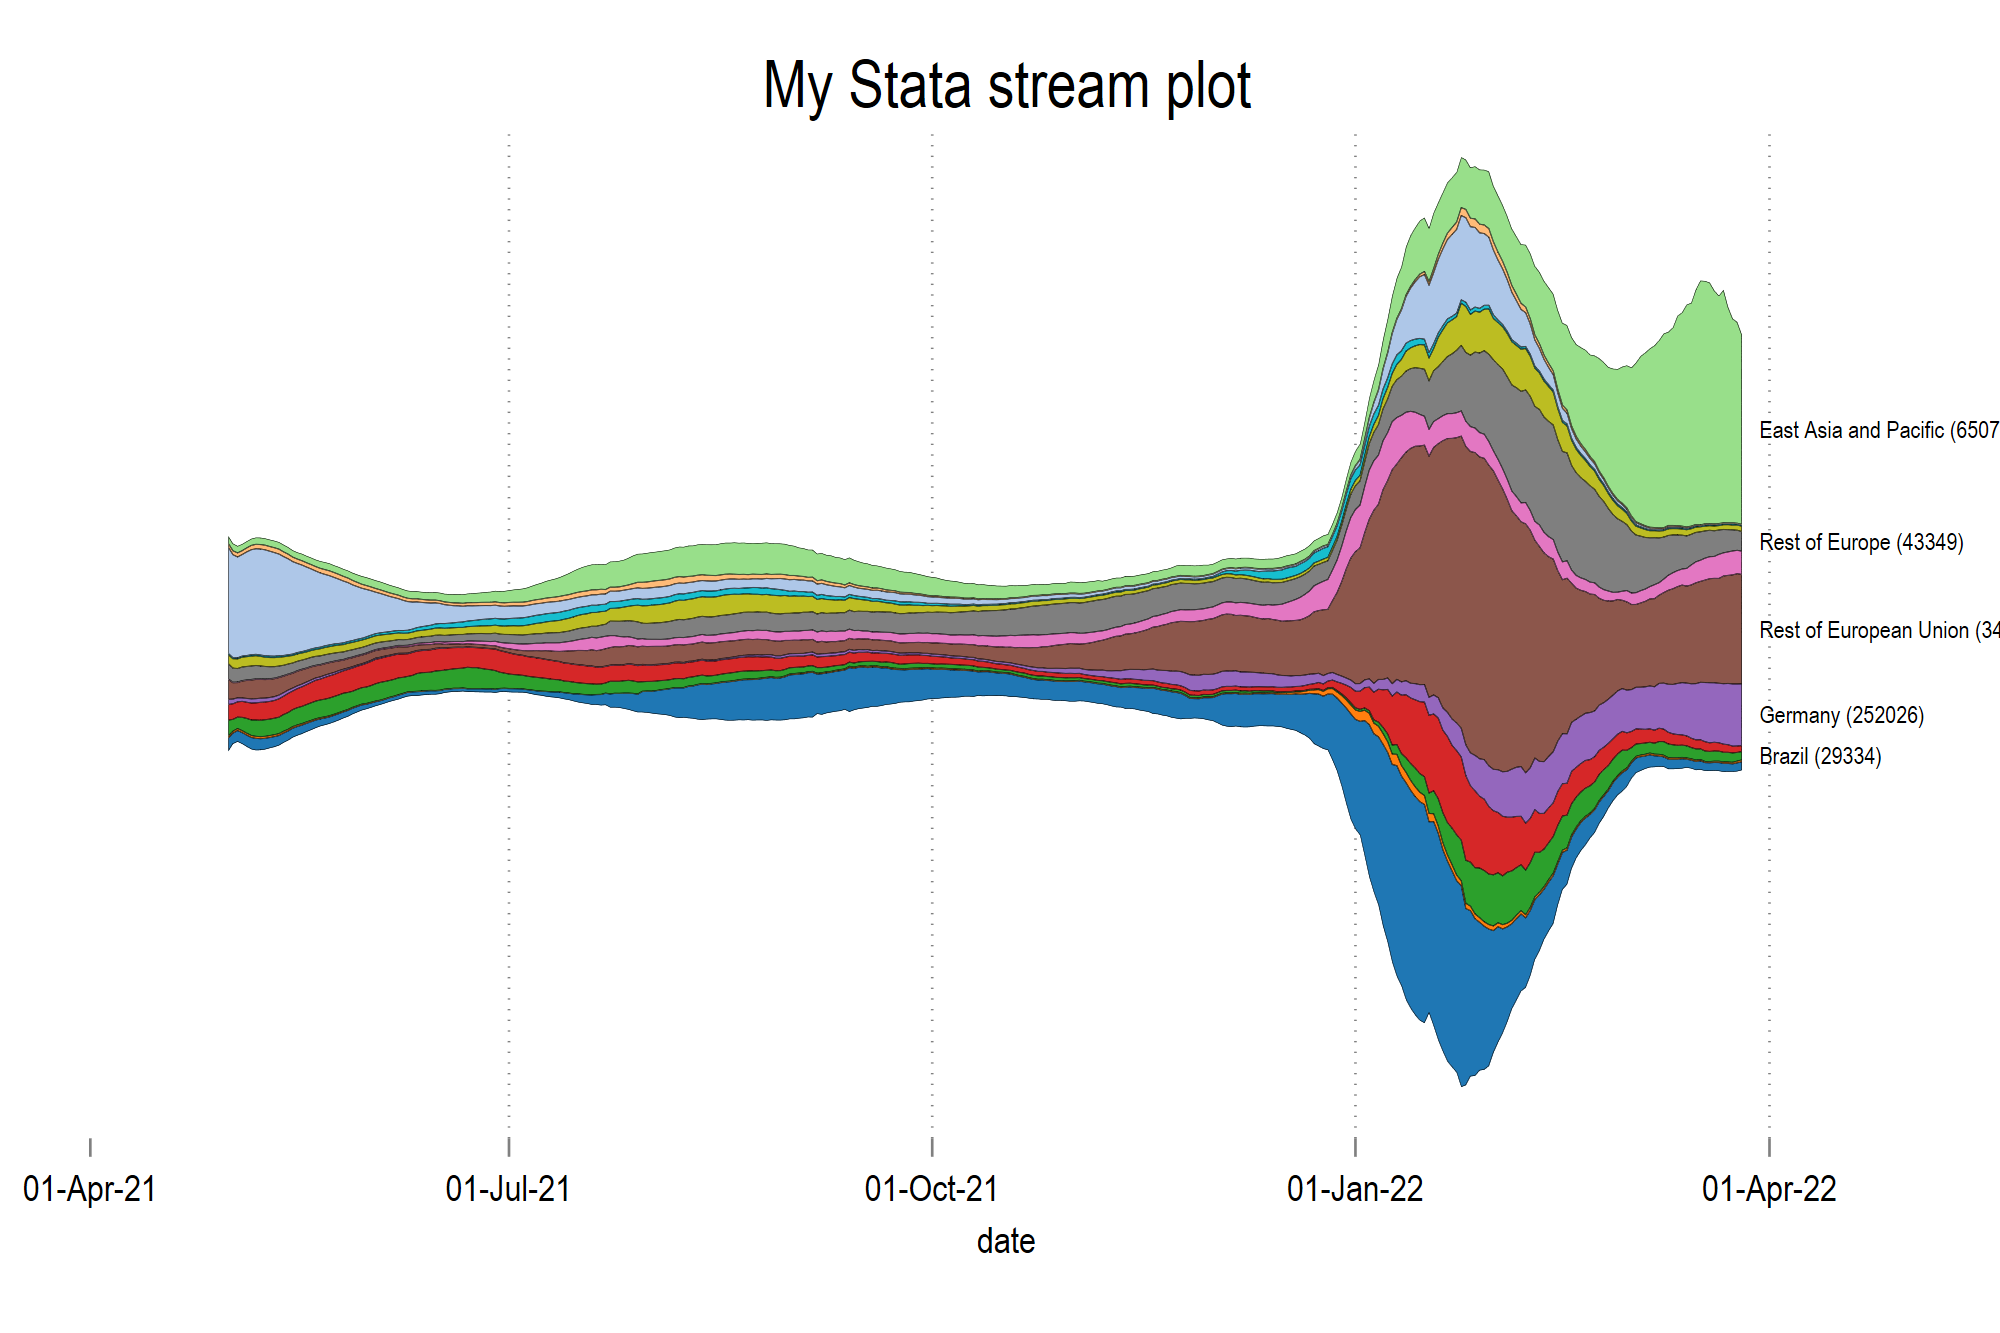 My Stata stream plot
East Asia and Pacific (6507
Rest of Europe (43349)
Rest of European Union (34
Germany (252026)
Brazil (29334)
01-Apr-21 01-Jul-21 01-Oct-21 01-Jan-22 01-Apr-22
date